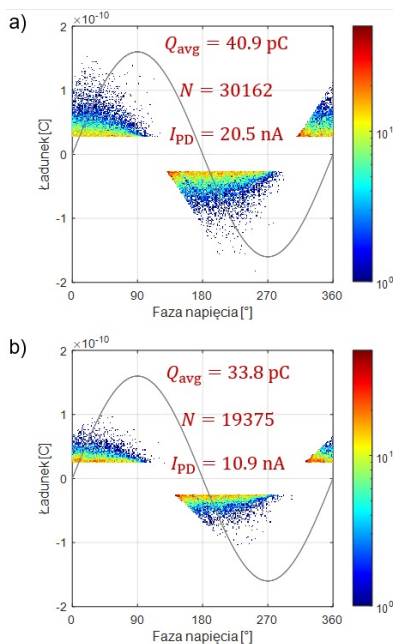 a)
2 ×10⁻¹⁰
Q_avg = 40.9 pC
N = 30162
I_PD = 20.5 nA
1
0
-1
-2
Ładunek [C]
0 90 180 270 360
Faza napięcia [°]
10¹
10⁰
b)
2 ×10⁻¹⁰
Q_avg = 33.8 pC
N = 19375
I_PD = 10.9 nA
1
0
-1
-2
Ładunek [C]
0 90 180 270 360
Faza napięcia [°]
10¹
10⁰